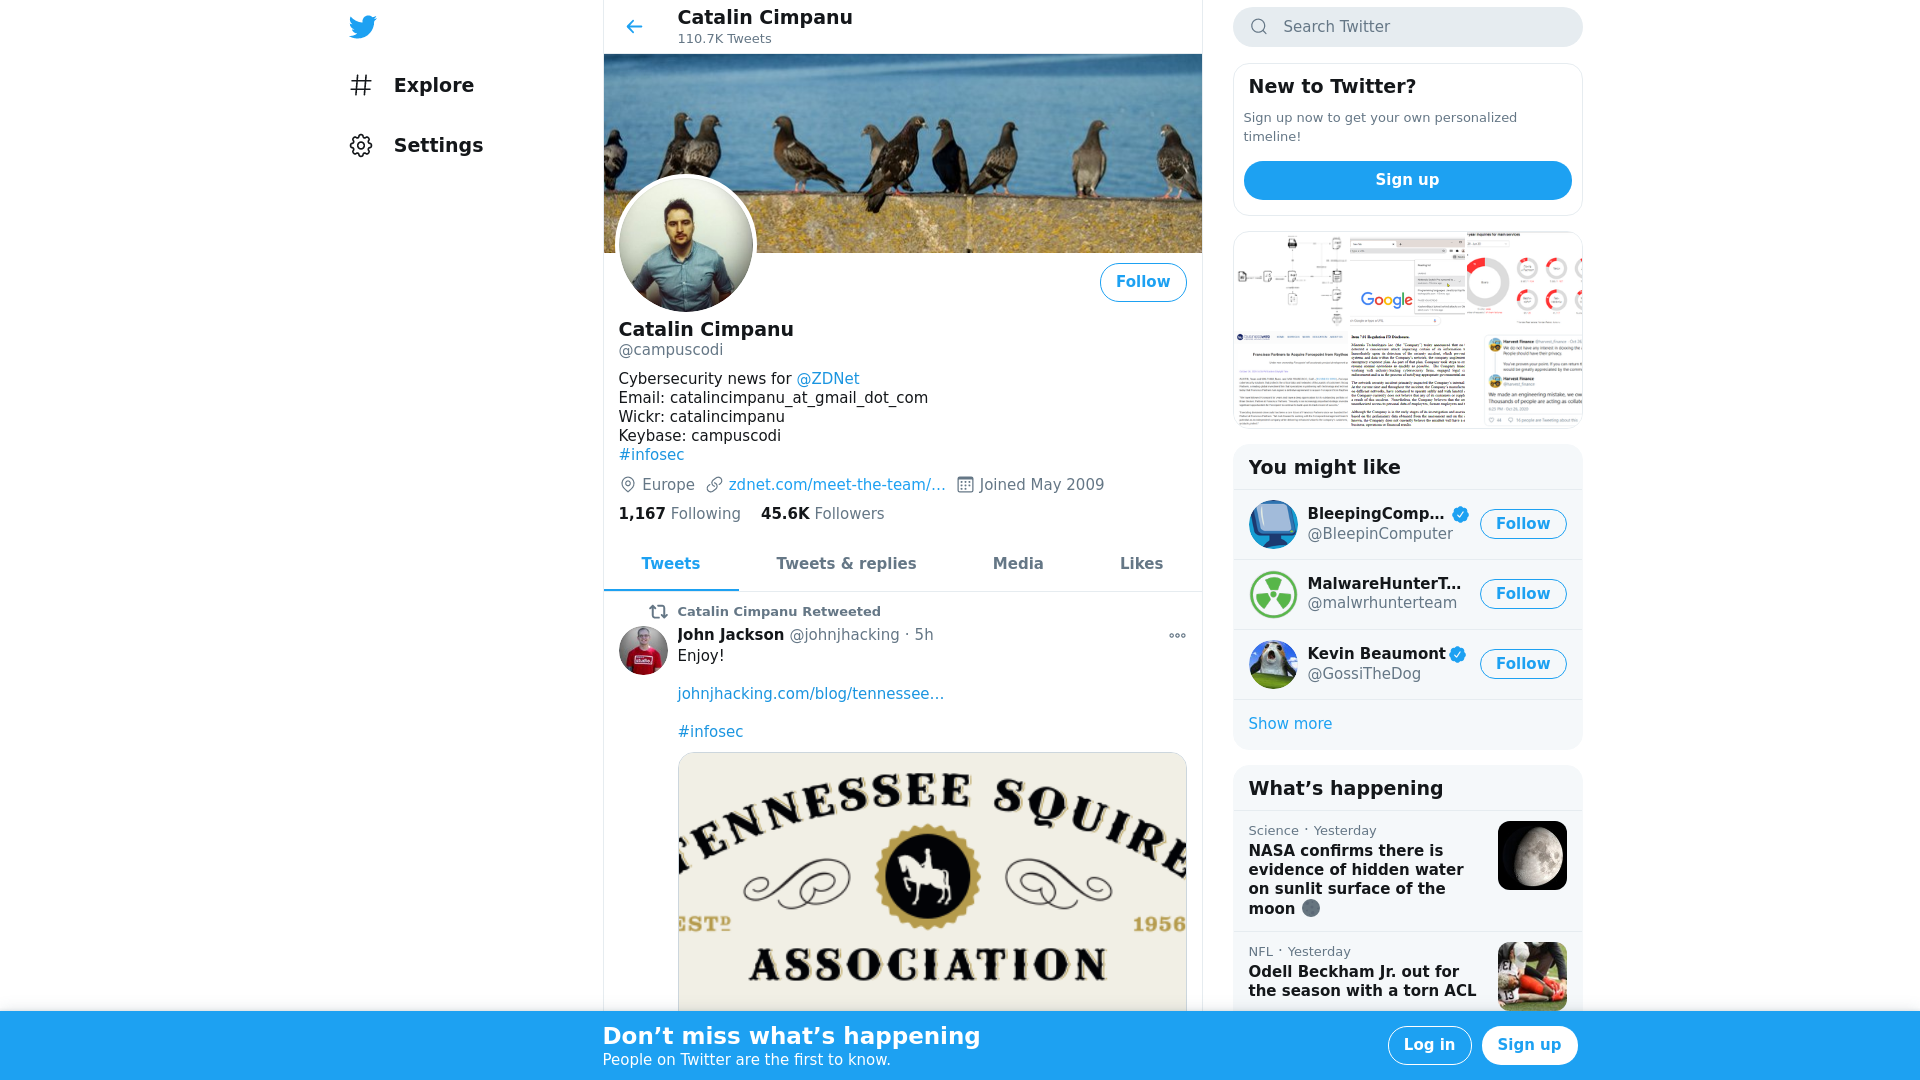 Explore
Settings
Catalin Cimpanu
110.7K Tweets
Follow
Catalin Cimpanu
@campuscodi
Cybersecurity news for @ZDNet
Email: catalincimpanu_at_gmail_dot_com
Wickr: catalincimpanu
Keybase: campuscodi
#infosec
Europe zdnet.com/meet-the-team/… Joined May 2009
1,167 Following 45.6K Followers
Tweets Tweets & replies Media Likes
Catalin Cimpanu Retweeted
John Jackson @johnjhacking · 5h
Enjoy!
johnjhacking.com/blog/tennessee…
#infosec
TENNESSEE SQUIRE
ESTD 1956
ASSOCIATION
Search Twitter
New to Twitter?
Sign up now to get your own personalized
timeline!
Sign up
Google
Harvest Finance
You might like
BleepingComp… 
@BleepinComputer
Follow
MalwareHunterT…
@malwrhunterteam
Follow
Kevin Beaumont
@GossiTheDog
Follow
Show more
What’s happening
Science · Yesterday
NASA confirms there is
evidence of hidden water
on sunlit surface of the
moon
NFL · Yesterday
Odell Beckham Jr. out for
the season with a torn ACL
Don’t miss what’s happening
People on Twitter are the first to know.
Log in
Sign up